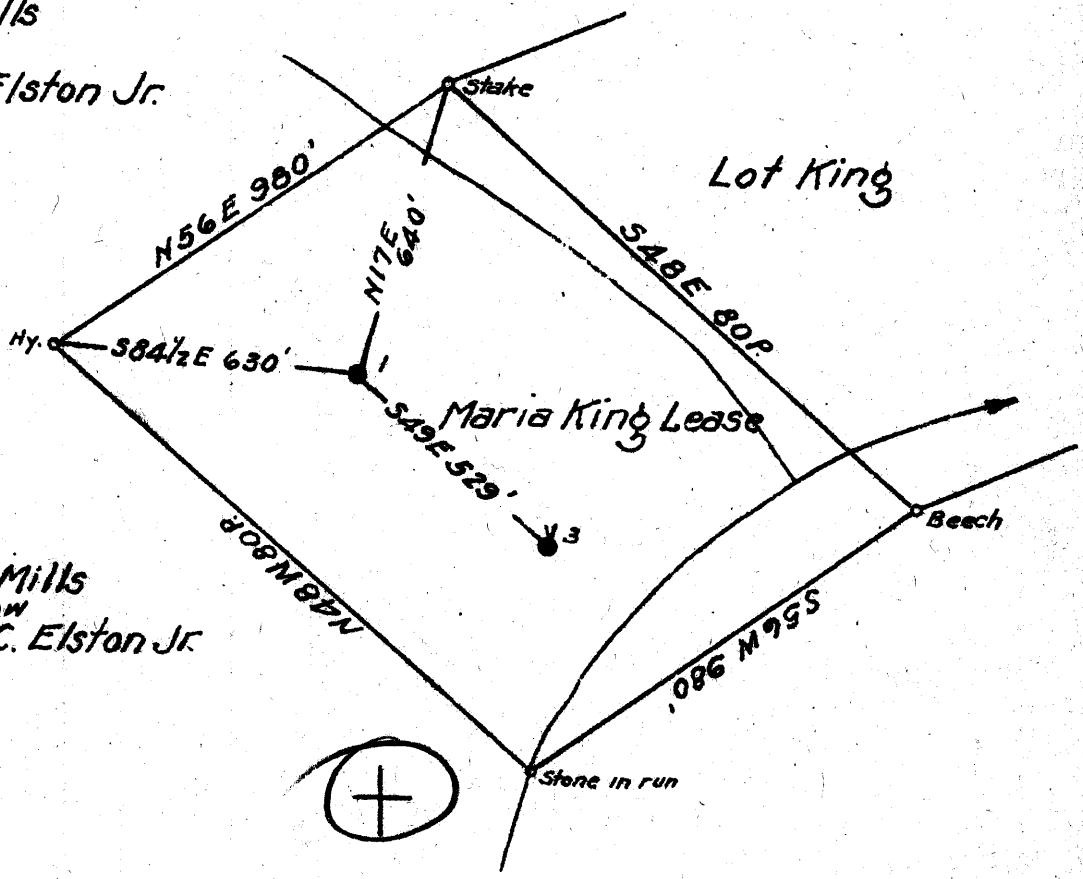 Elston Jr.
Stake
Lot King
N56E 980'
N17E
640'
S48E 80P.
Hy.
S84½E 630'
1
Maria King Lease
S49E 529'
3
Beech
N48W80P.
Mills
C. Elston Jr.
S56W 980'
Stone in run